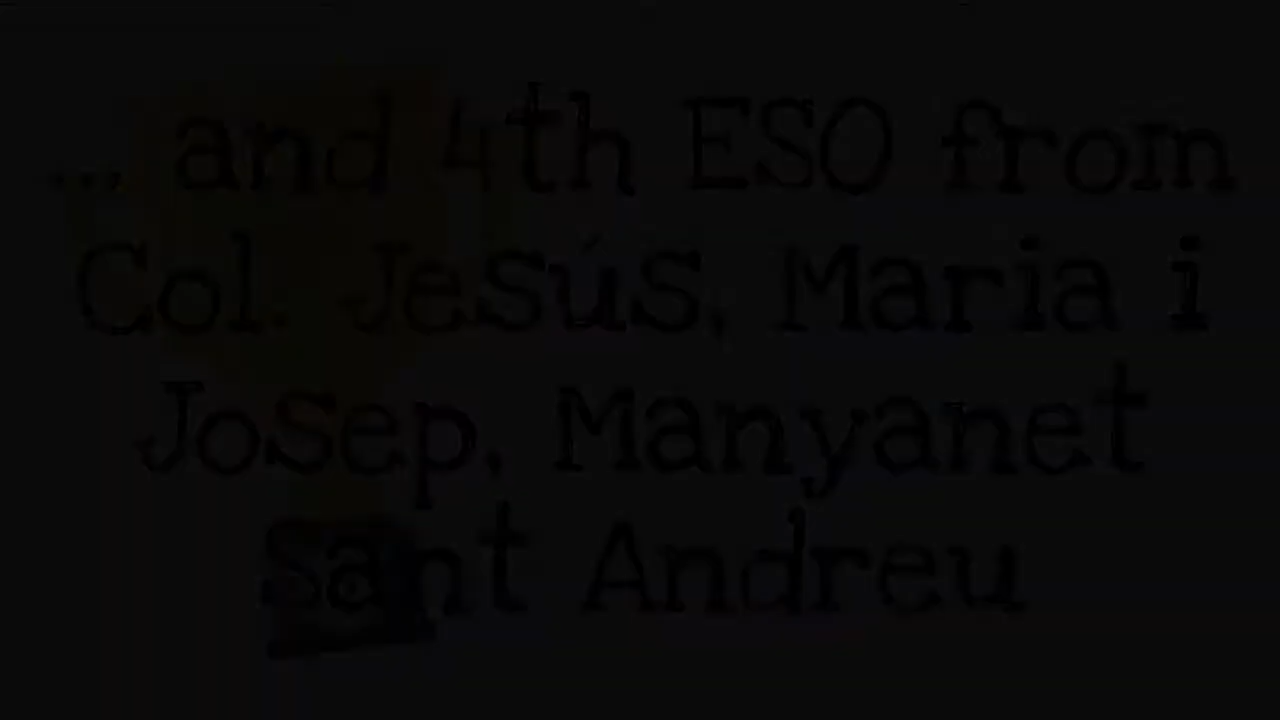 ... and 4th ESO from
Col. Jesús, Maria i
Josep, Manyanet
Sant Andreu